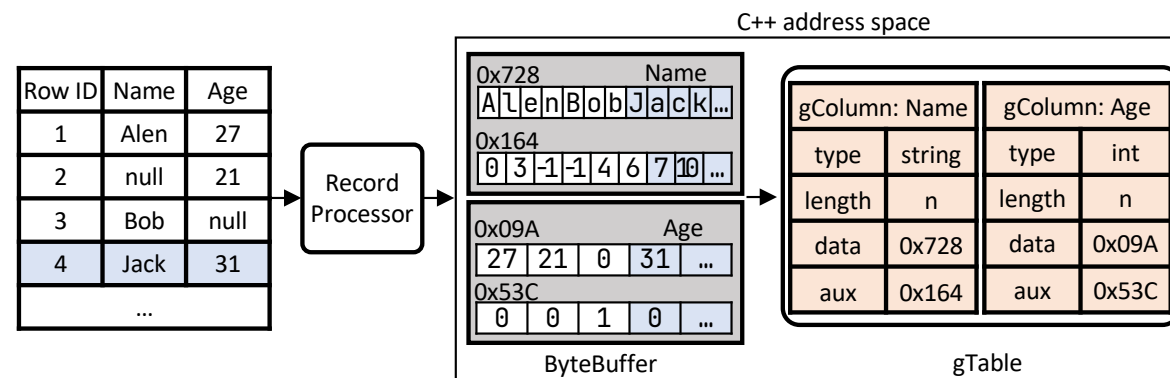 C++ address space
Row ID Name Age
1 Alen 27
2 null 21
3 Bob null
4 Jack 31
...
Record
Processor
0x728 Name
A l e n B o b J a c k ...
0x164
0 3 -1 -1 4 6 7 10 ...
0x09A Age
27 21 0 31 ...
0x53C
0 0 1 0 ...
ByteBuffer
gColumn: Name
type string
length n
data 0x728
aux 0x164
gColumn: Age
type int
length n
data 0x09A
aux 0x53C
gTable